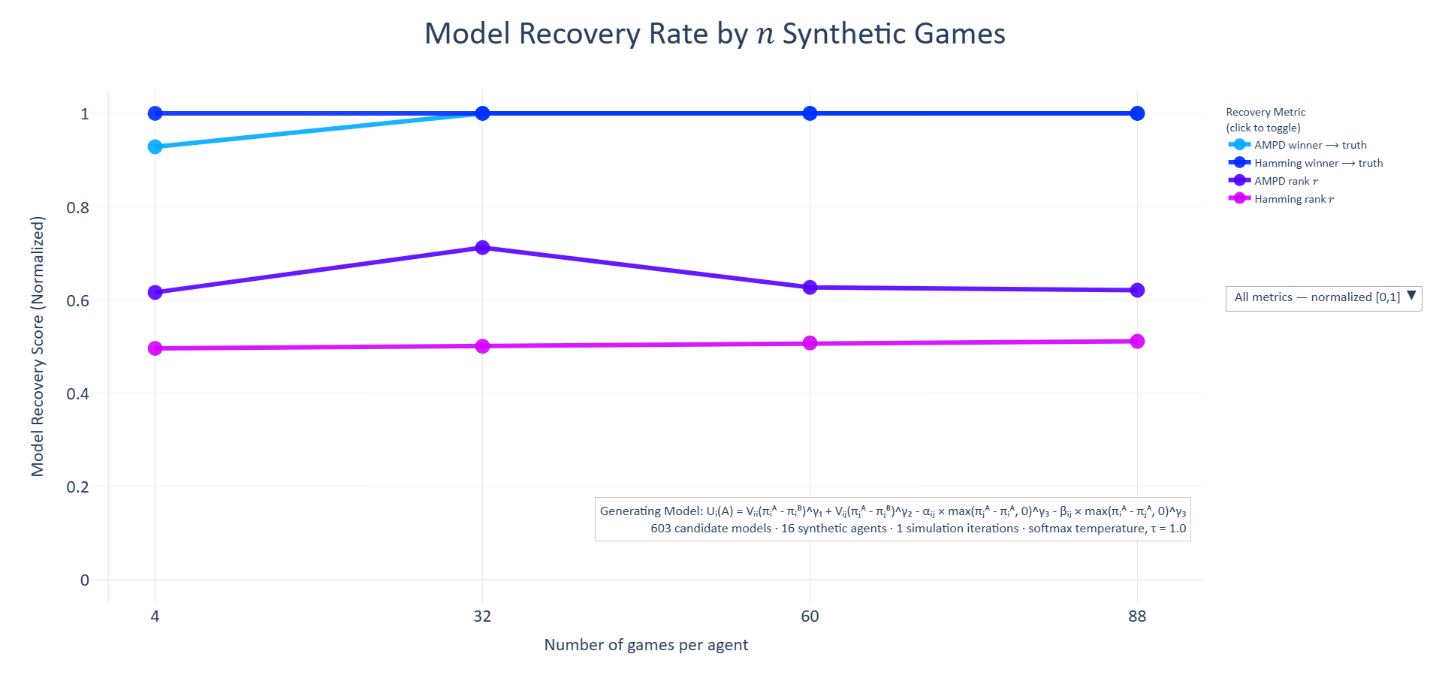 Model Recovery Rate by n Synthetic Games
Model Recovery Score (Normalized)
1
0.8
0.6
0.4
0.2
0
4
32
60
88
Number of games per agent
Recovery Metric
(click to toggle)
AMPD winner ⟶ truth
Hamming winner ⟶ truth
AMPD rank r
Hamming rank r
All metrics — normalized [0,1] ▼
Generating Model: Uᵢ(A) = Vᵢᵢ(πᵢᴬ - πᵢᴮ)^γ₁ + Vᵢⱼ(πⱼᴬ - πⱼᴮ)^γ₂ - αᵢⱼ × max(πⱼᴬ - πᵢᴬ, 0)^γ₃ - βᵢⱼ × max(πᵢᴬ - πⱼᴬ, 0)^γ₃
603 candidate models · 16 synthetic agents · 1 simulation iterations · softmax temperature, τ = 1.0